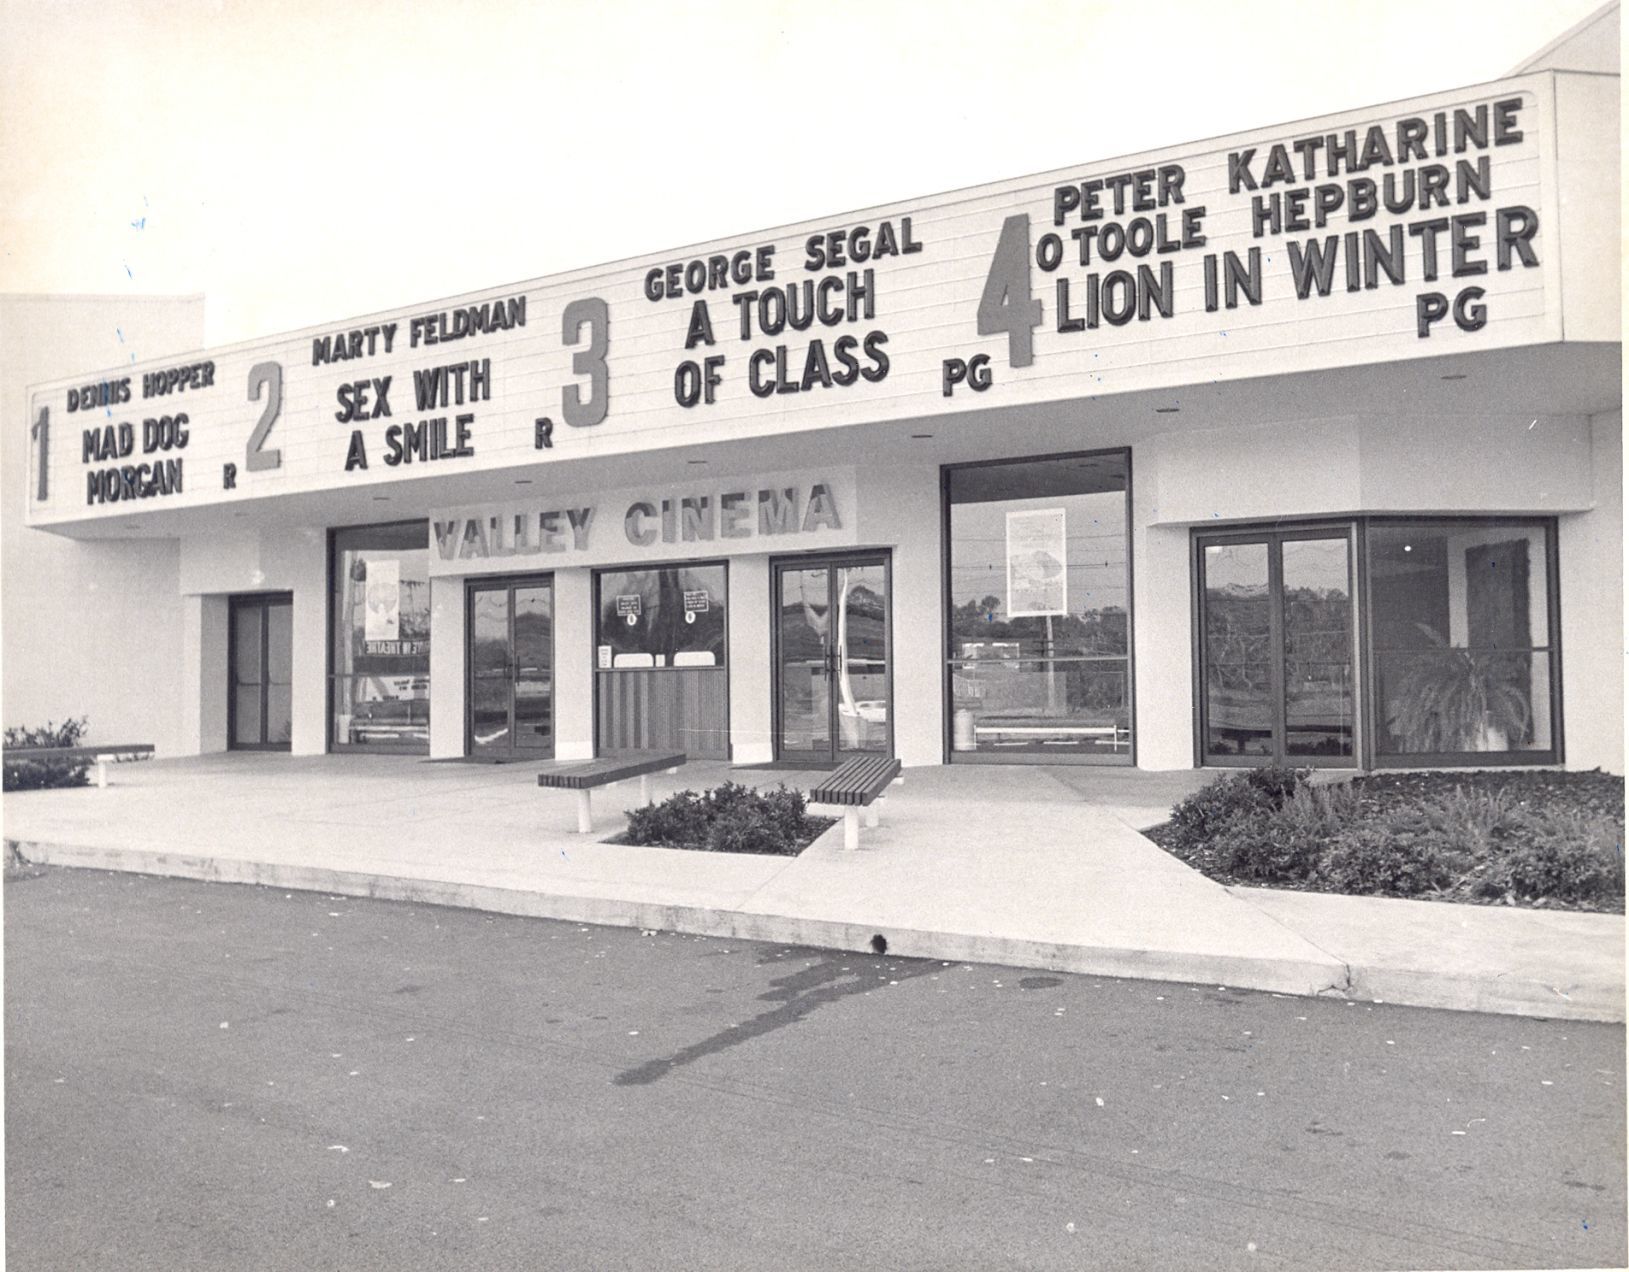 1
DENNIS HOPPER
MAD DOG
MORGAN
R
2
MARTY FELDMAN
SEX WITH
A SMILE
R
3
GEORGE SEGAL
A TOUCH
OF CLASS
PG
4
PETER KATHARINE
O TOOLE HEPBURN
LION IN WINTER
PG
VALLEY CINEMA